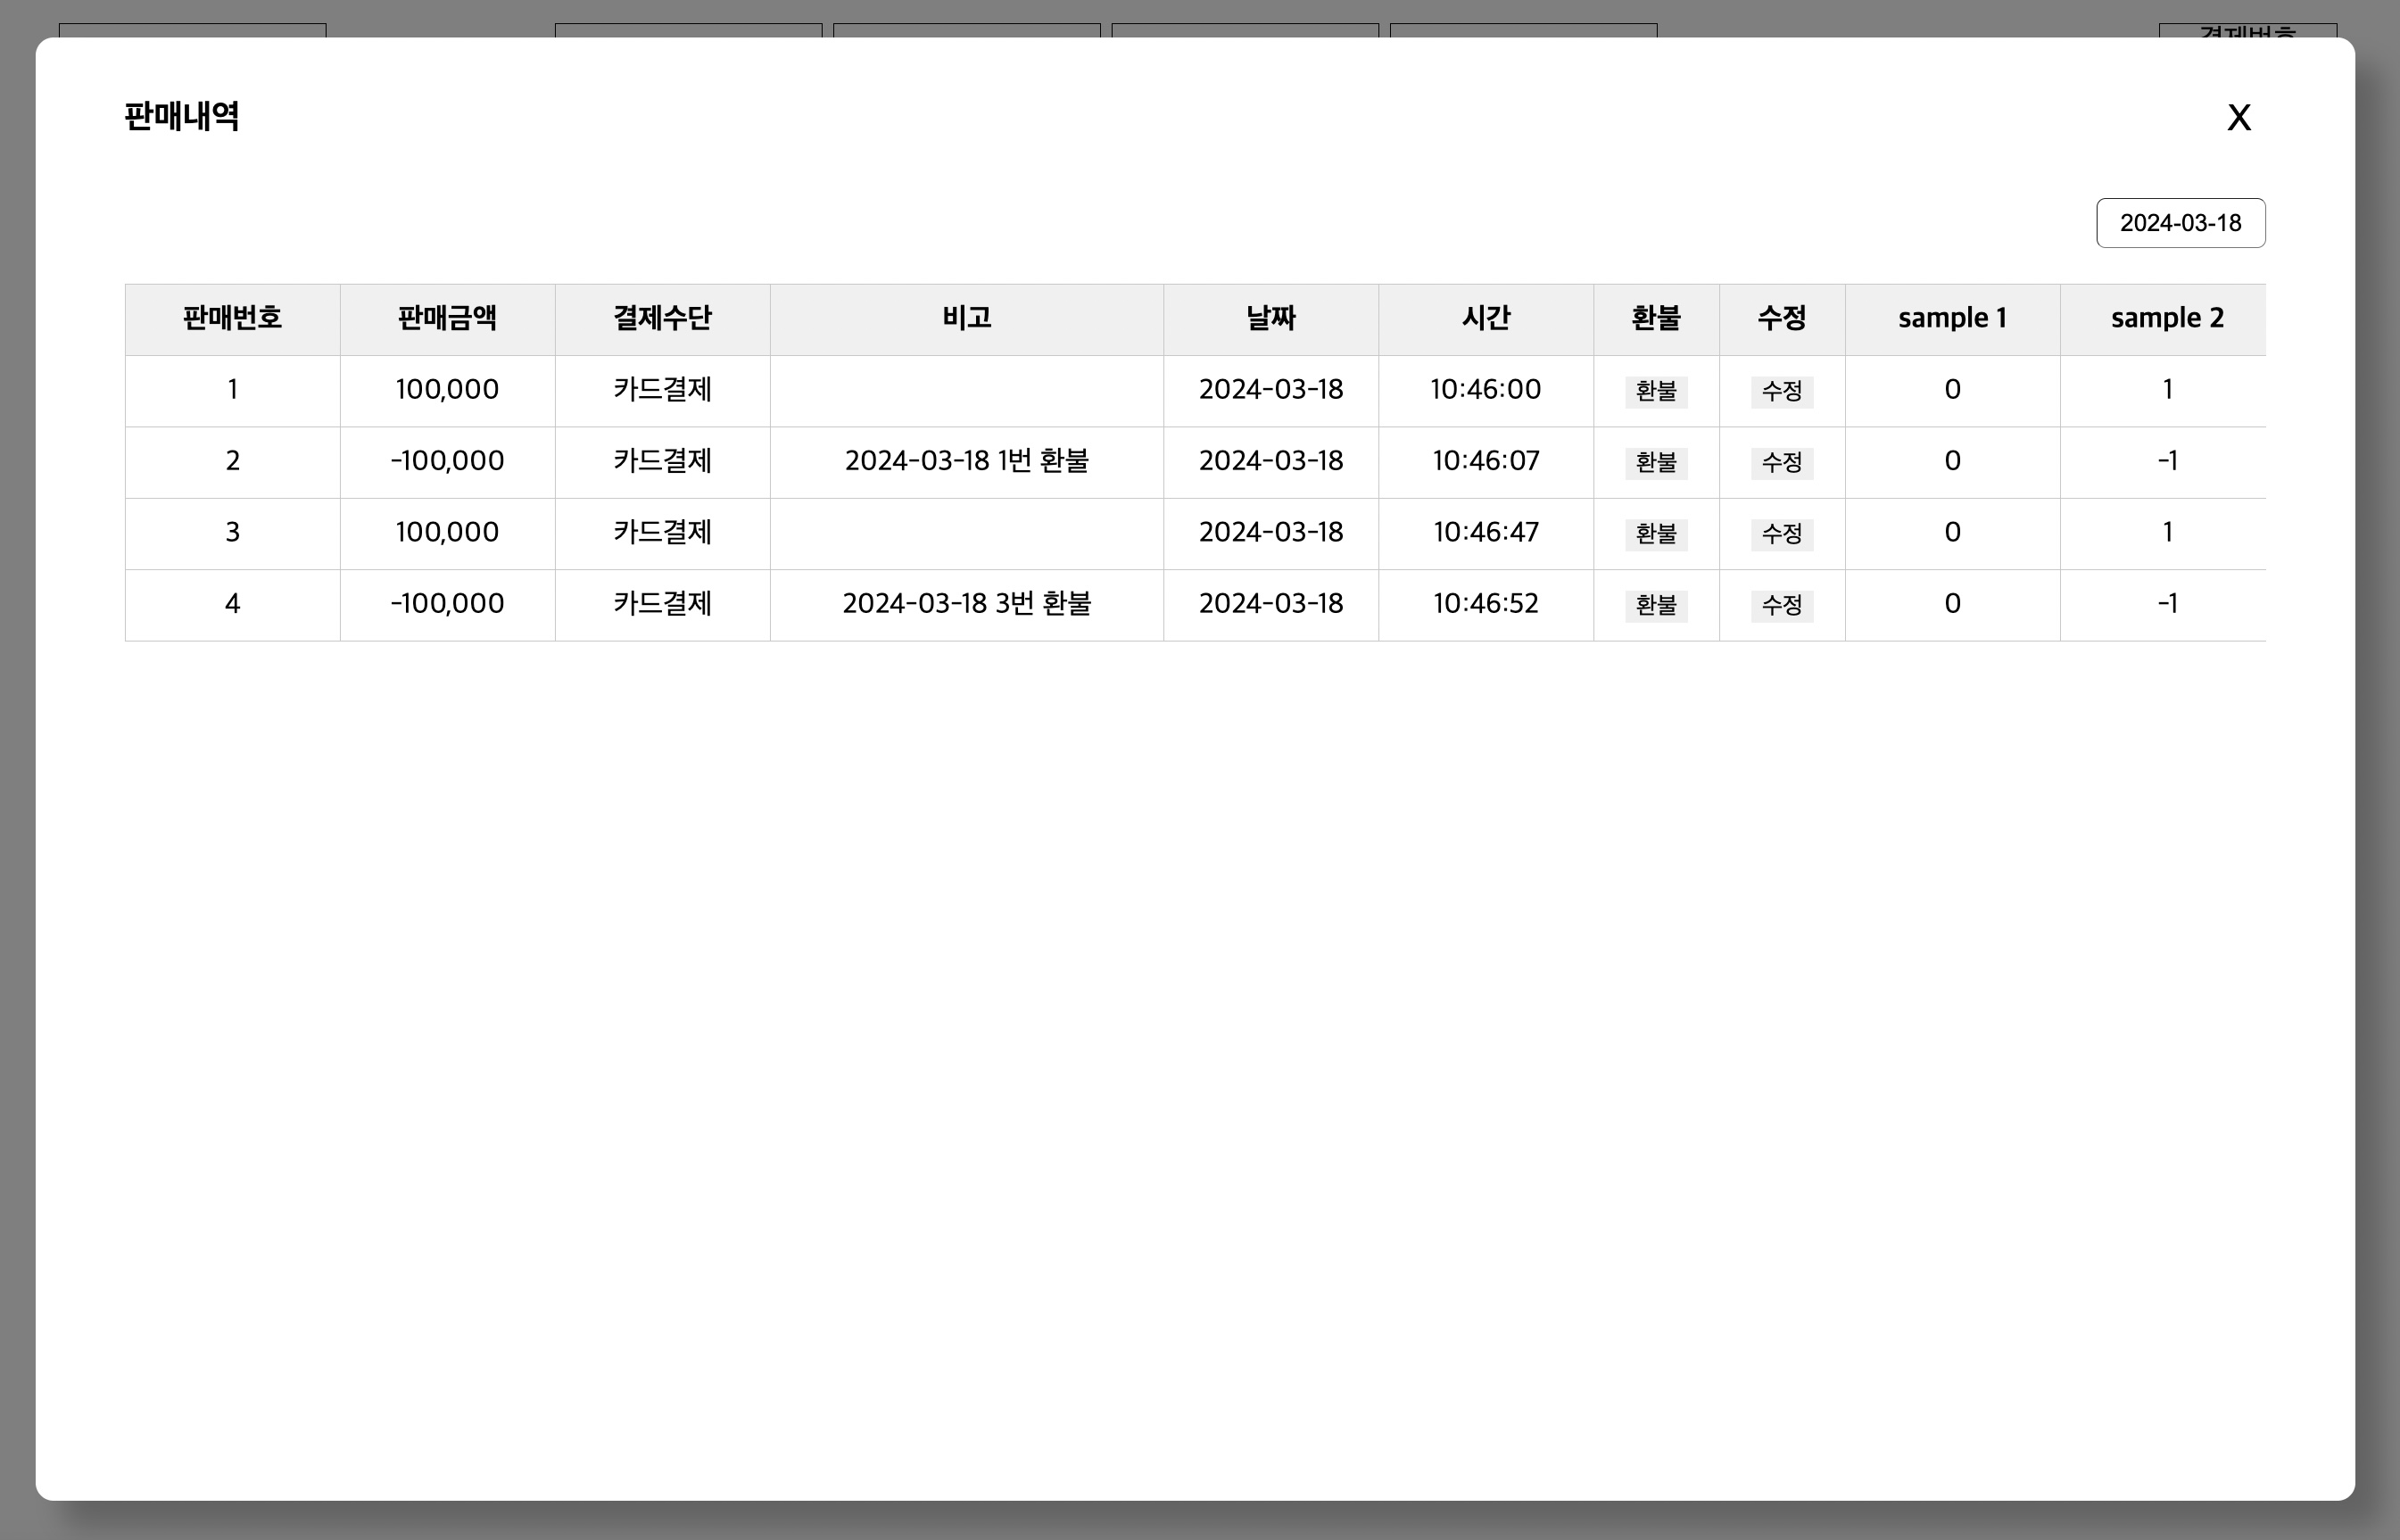 결제번호
판매내역 X
2024-03-18
판매번호 판매금액 결제수단 비고 날짜 시간 환불 수정 sample 1 sample 2
1 100,000 카드결제 2024-03-18 10:46:00 환불 수정 0 1
2 -100,000 카드결제 2024-03-18 1번 환불 2024-03-18 10:46:07 환불 수정 0 -1
3 100,000 카드결제 2024-03-18 10:46:47 환불 수정 0 1
4 -100,000 카드결제 2024-03-18 3번 환불 2024-03-18 10:46:52 환불 수정 0 -1